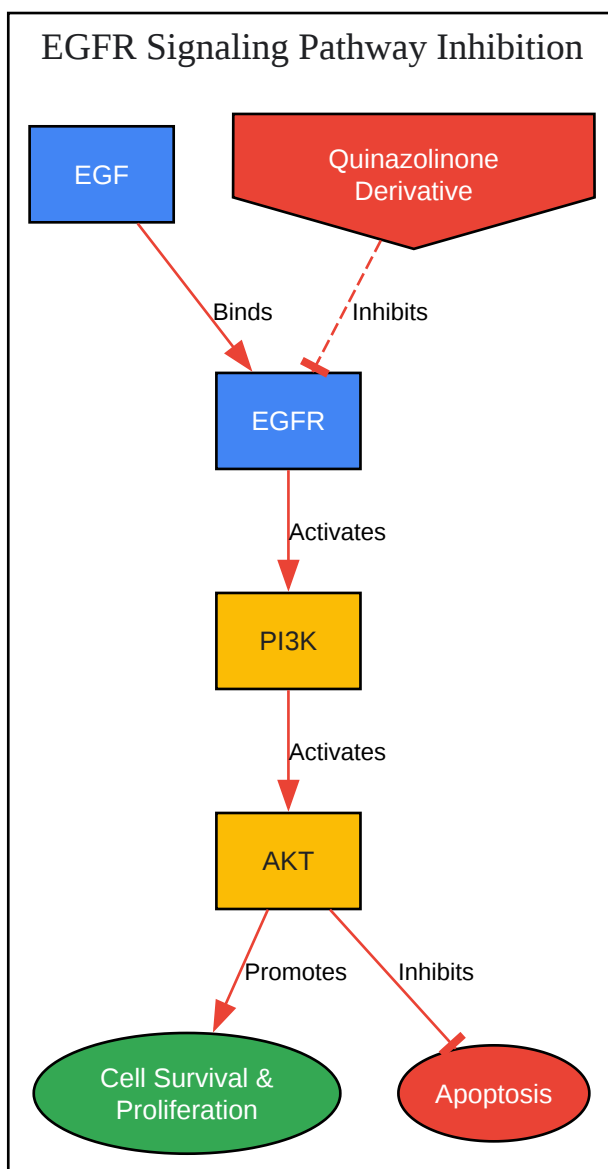 EGFR Signaling Pathway Inhibition
EGF
Quinazolinone
Derivative
Binds
Inhibits
EGFR
Activates
PI3K
Activates
AKT
Promotes
Inhibits
Cell Survival &
Proliferation
Apoptosis